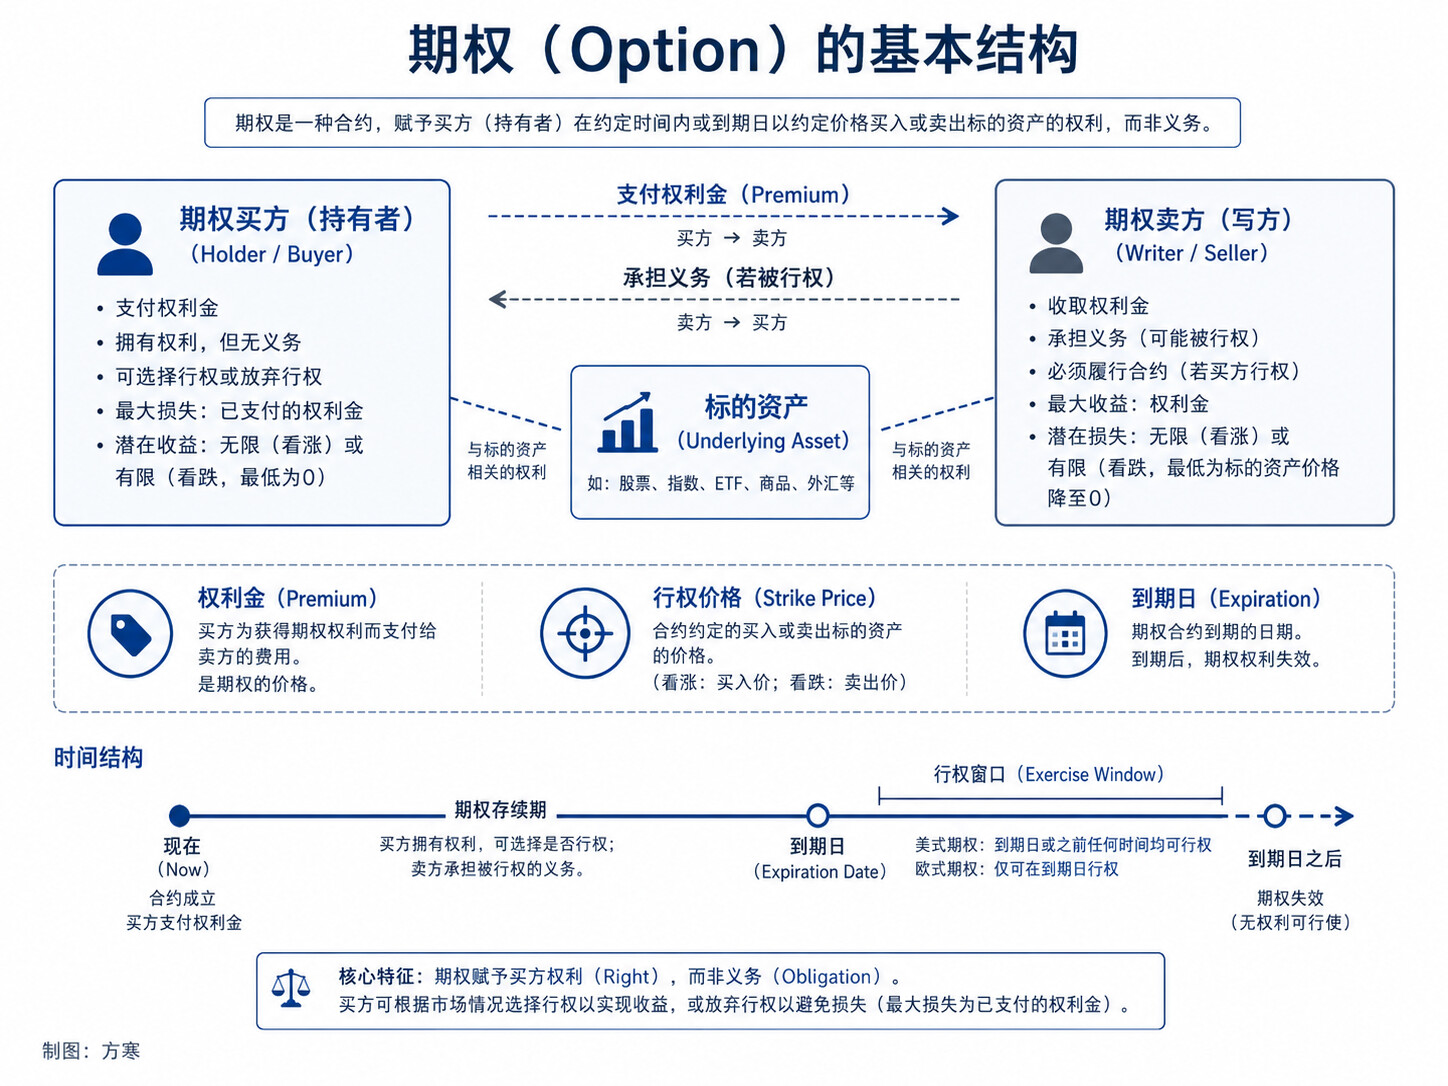 期权（Option）的基本结构
期权是一种合约，赋予买方（持有者）在约定时间内或到期日以约定价格买入或卖出标的资产的权利，而非义务。
期权买方（持有者）
（Holder / Buyer）
• 支付权利金
• 拥有权利，但无义务
• 可选择行权或放弃行权
• 最大损失：已支付的权利金
• 潜在收益：无限（看涨）或
有限（看跌，最低为0）
支付权利金（Premium）
买方 → 卖方
承担义务（若被行权）
卖方 → 买方
期权卖方（写方）
（Writer / Seller）
• 收取权利金
• 承担义务（可能被行权）
• 必须履行合约（若买方行权）
• 最大收益：权利金
• 潜在损失：无限（看涨）或
有限（看跌，最低为标的资产价格
降至0）
与标的资产
相关的权利
标的资产
（Underlying Asset）
如：股票、指数、ETF、商品、外汇等
与标的资产
相关的权利
权利金（Premium）
买方为获得期权权利而支付给
卖方的费用。
是期权的价格。
行权价格（Strike Price）
合约约定的买入或卖出标的资产
的价格。
（看涨：买入价；看跌：卖出价）
到期日（Expiration）
期权合约到期的日期。
到期后，期权权利失效。
时间结构
行权窗口（Exercise Window）
期权存续期
现在
（Now）
合约成立
买方支付权利金
买方拥有权利，可选择是否行权；
卖方承担被行权的义务。
到期日
（Expiration Date）
美式期权：到期日或之前任何时间均可行权
欧式期权：仅可在到期日行权
到期日之后
期权失效
（无权利可行使）
核心特征：期权赋予买方权利（Right），而非义务（Obligation）。
买方可根据市场情况选择行权以实现收益，或放弃行权以避免损失（最大损失为已支付的权利金）。
制图：方寒